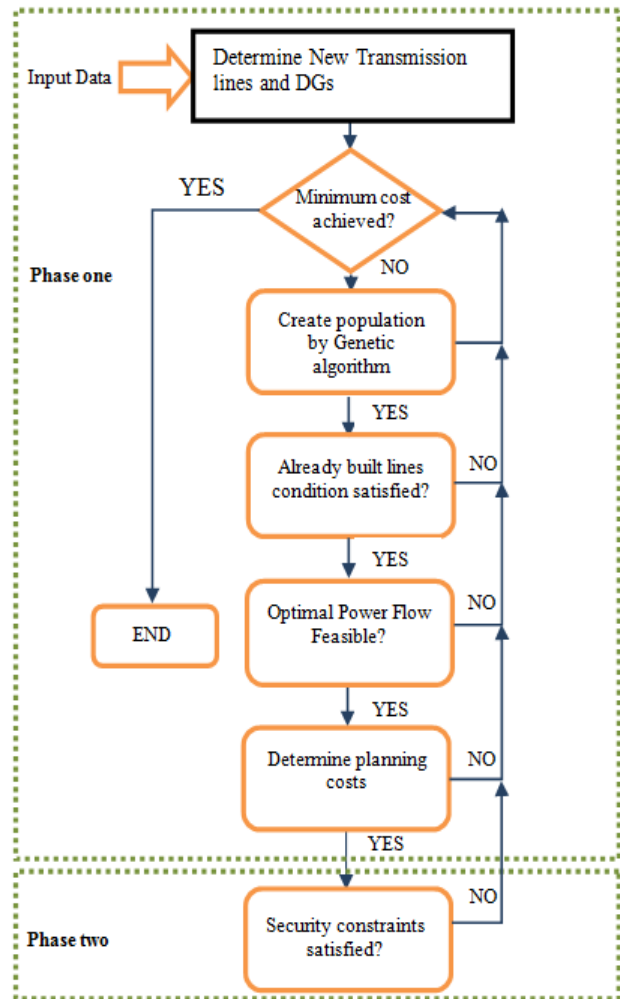 Input Data
Determine New Transmission
lines and DGs
YES
Minimum cost
achieved?
Phase one
NO
Create population
by Genetic
algorithm
YES
Already built lines
condition satisfied?
NO
YES
END
Optimal Power Flow
Feasible?
NO
YES
Determine planning
costs
NO
YES
Phase two
Security constraints
satisfied?
NO